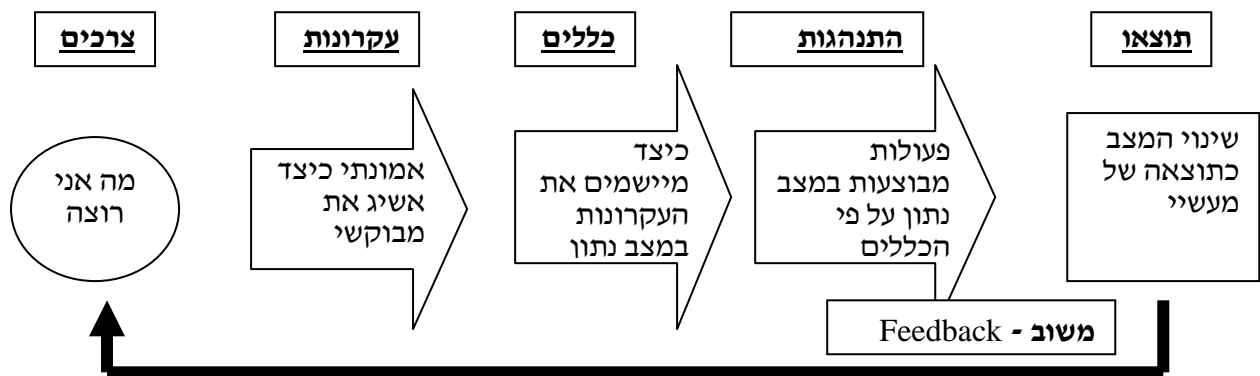 צרכים
עקרונות
כללים
התנהגות
תוצאו
מה אני
רוצה
אמונתי כיצד
אשיג את
מבוקשי
כיצד
מיישמים את
העקרונות
במצב נתון
פעולות
מבוצעות במצב
נתון על פי
הכללים
שינוי המצב
כתוצאה של
מעשיי
משוב - Feedback